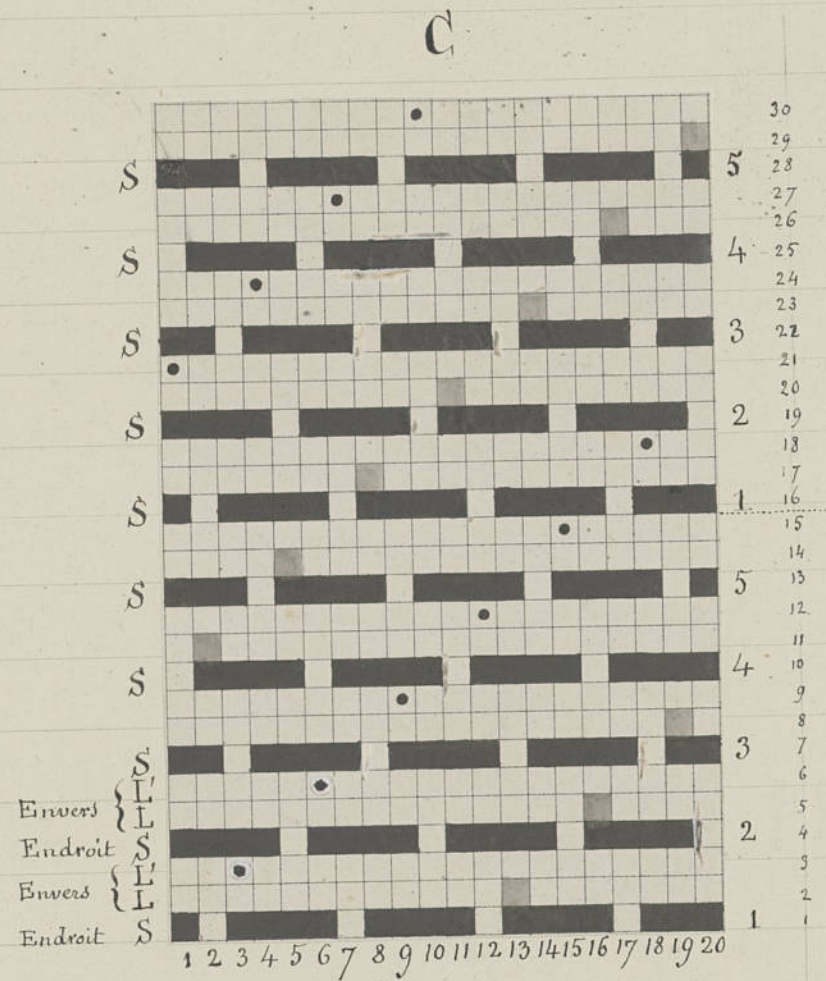 C
30
29
S 5 28
27
26
S 4 25
24
23
S 3 22
21
20
S 2 19
18
17
S 1 16
15
14
S 5 13
12
11
S 4 10
9
8
S 3 7
L' 6
Envers { L 5
Endroit S 2 4
L' 3
Envers { L 2
Endroit S 1 1
1 2 3 4 5 6 7 8 9 10 11 12 13 14 15 16 17 18 19 20